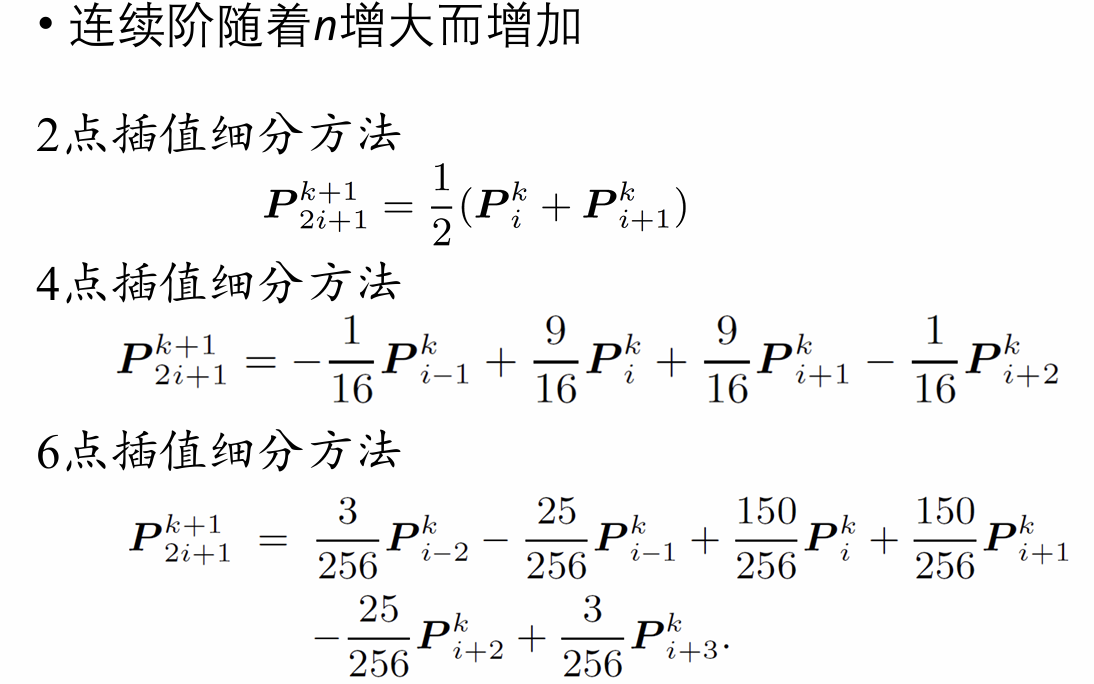 • 连续阶随着n增大而增加
2点插值细分方法
$\boldsymbol{P}_{2i+1}^{k+1} = \frac{1}{2}(\boldsymbol{P}_{i}^{k} + \boldsymbol{P}_{i+1}^{k})$
4点插值细分方法
$\boldsymbol{P}_{2i+1}^{k+1} = -\frac{1}{16}\boldsymbol{P}_{i-1}^{k} + \frac{9}{16}\boldsymbol{P}_{i}^{k} + \frac{9}{16}\boldsymbol{P}_{i+1}^{k} - \frac{1}{16}\boldsymbol{P}_{i+2}^{k}$
6点插值细分方法
$\boldsymbol{P}_{2i+1}^{k+1} = \frac{3}{256}\boldsymbol{P}_{i-2}^{k} - \frac{25}{256}\boldsymbol{P}_{i-1}^{k} + \frac{150}{256}\boldsymbol{P}_{i}^{k} + \frac{150}{256}\boldsymbol{P}_{i+1}^{k}$
$-\frac{25}{256}\boldsymbol{P}_{i+2}^{k} + \frac{3}{256}\boldsymbol{P}_{i+3}^{k}.$